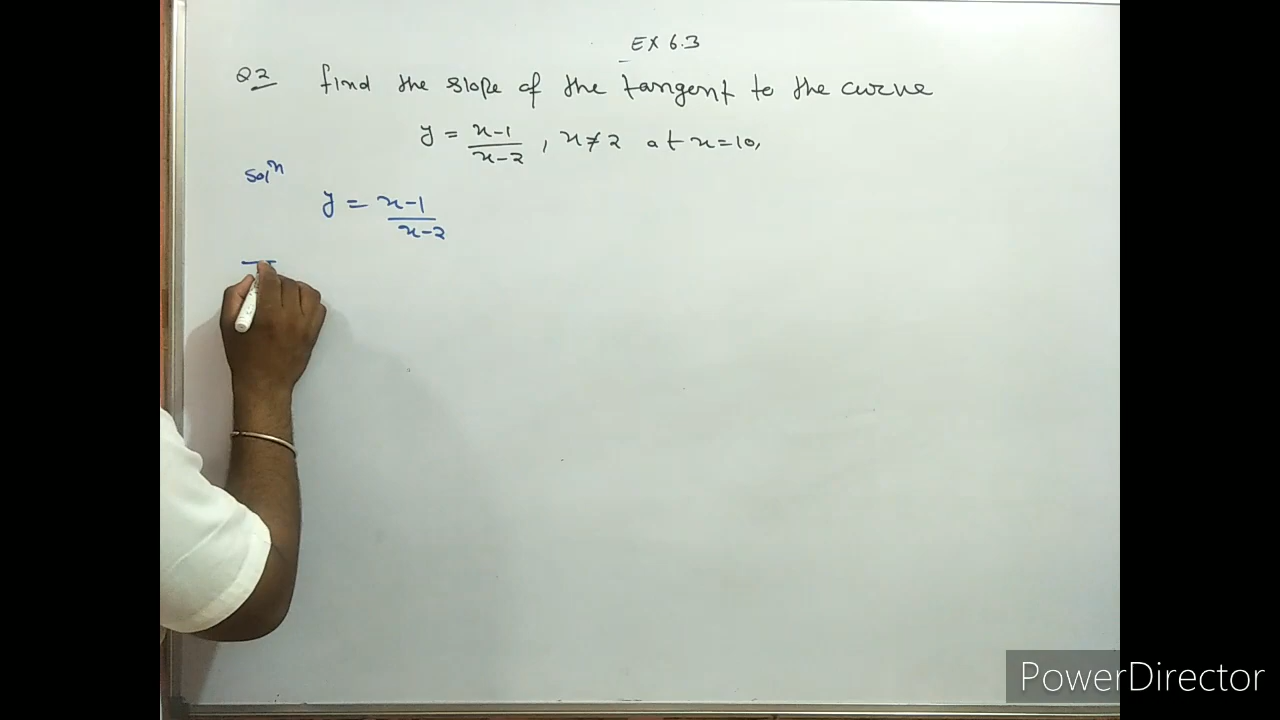 EX 6.3
Q2 find the slope of the tangent to the curve
y = x-1 / x-2 , x ≠ 2 at x=10,
solⁿ
y = x-1 / x-2
PowerDirector